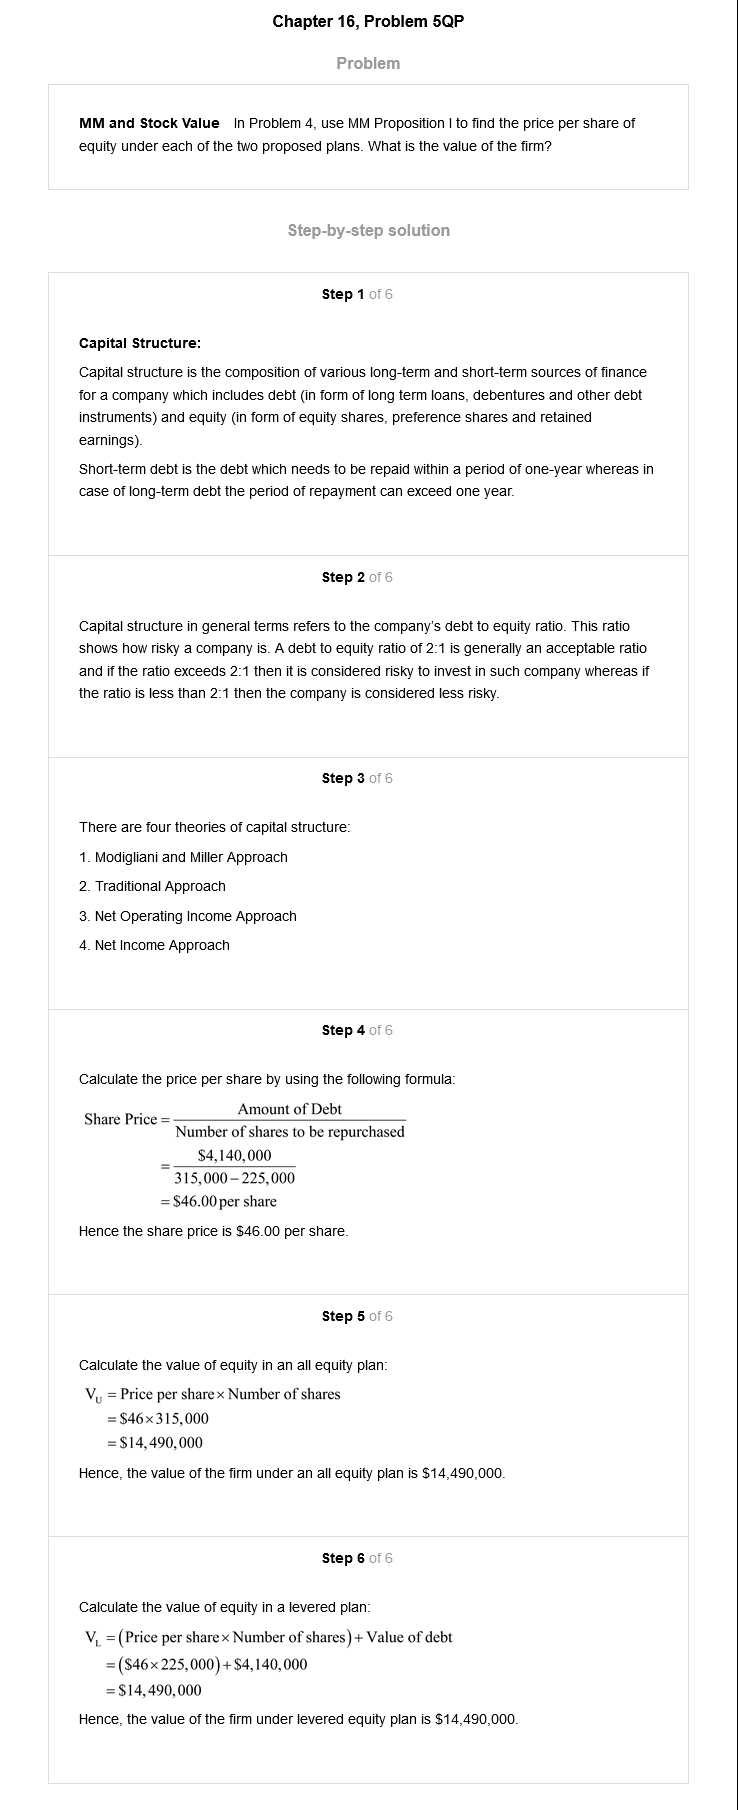 Chapter 16, Problem 5QP
Problem
MM and Stock Value In Problem 4, use MM Proposition I to find the price per share of
equity under each of the two proposed plans. What is the value of the firm?
Step-by-step solution
Step 1 of 6
Capital Structure:
Capital structure is the composition of various long-term and short-term sources of finance
for a company which includes debt (in form of long term loans, debentures and other debt
instruments) and equity (in form of equity shares, preference shares and retained
earnings).
Short-term debt is the debt which needs to be repaid within a period of one-year whereas in
case of long-term debt the period of repayment can exceed one year.
Step 2 of 6
Capital structure in general terms refers to the company's debt to equity ratio. This ratio
shows how risky a company is. A debt to equity ratio of 2:1 is generally an acceptable ratio
and if the ratio exceeds 2:1 then it is considered risky to invest in such company whereas if
the ratio is less than 2:1 then the company is considered less risky.
Step 3 of 6
There are four theories of capital structure:
1. Modigliani and Miller Approach
2. Traditional Approach
3. Net Operating Income Approach
4. Net Income Approach
Step 4 of 6
Calculate the price per share by using the following formula:
Amount of Debt
Share Price =
Number of shares to be repurchased
$4,140,000
=
315,000 – 225,000
= $46.00 per share
Hence the share price is $46.00 per share.
Step 5 of 6
Calculate the value of equity in an all equity plan:
V_U = Price per share × Number of shares
= $46 × 315,000
= $14,490,000
Hence, the value of the firm under an all equity plan is $14,490,000.
Step 6 of 6
Calculate the value of equity in a levered plan:
V_L = (Price per share × Number of shares) + Value of debt
= ($46 × 225,000) + $4,140,000
= $14,490,000
Hence, the value of the firm under levered equity plan is $14,490,000.